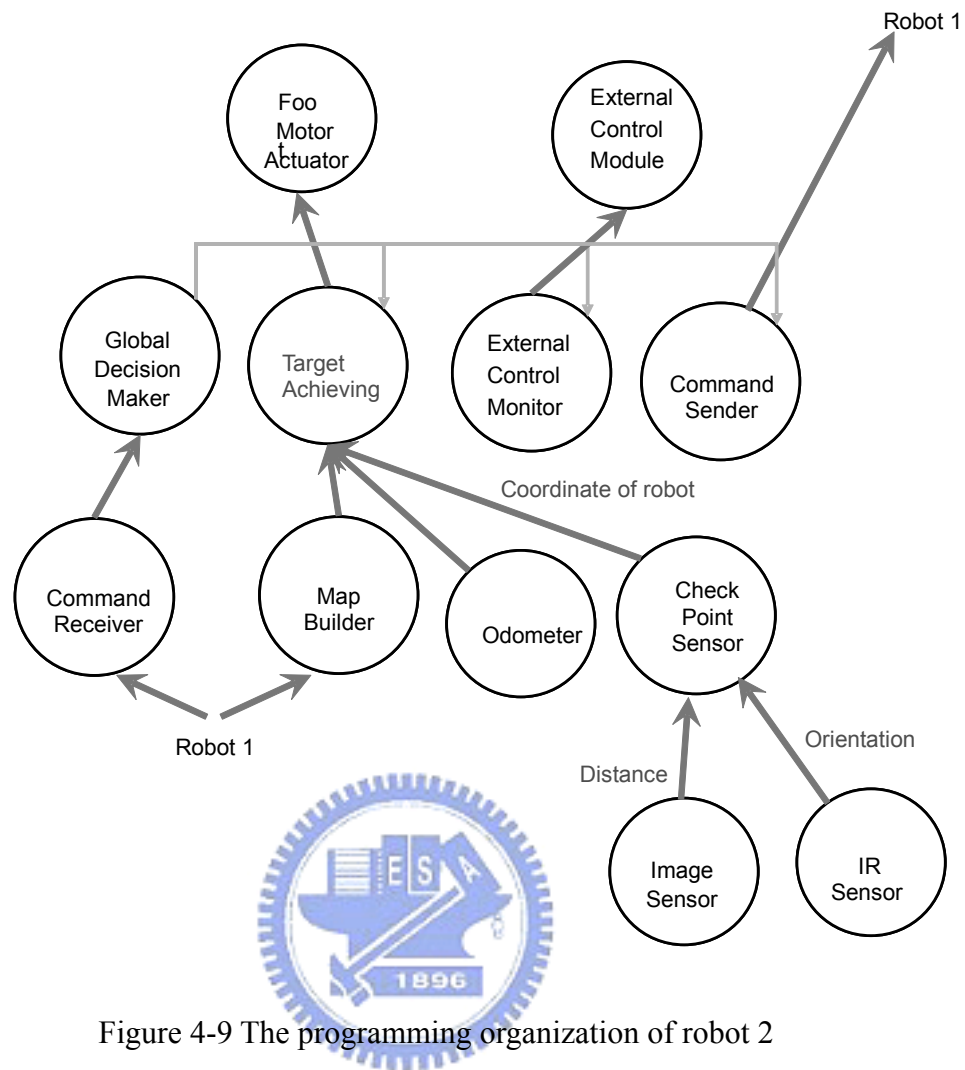 Robot 1
Foo
Motor
t
Actuator
External
Control
Module
Global
Decision
Maker
Target
Achieving
External
Control
Monitor
Command
Sender
Coordinate of robot
Command
Receiver
Map
Builder
Odometer
Check
Point
Sensor
Robot 1
Orientation
Distance
Image
Sensor
IR
Sensor
E S A
1896
Figure 4-9 The programming organization of robot 2